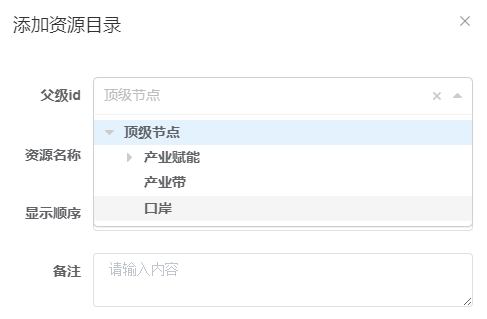 添加资源目录
父级id
顶级节点
顶级节点
产业赋能
资源名称
产业带
口岸
显示顺序
备注
请输入内容